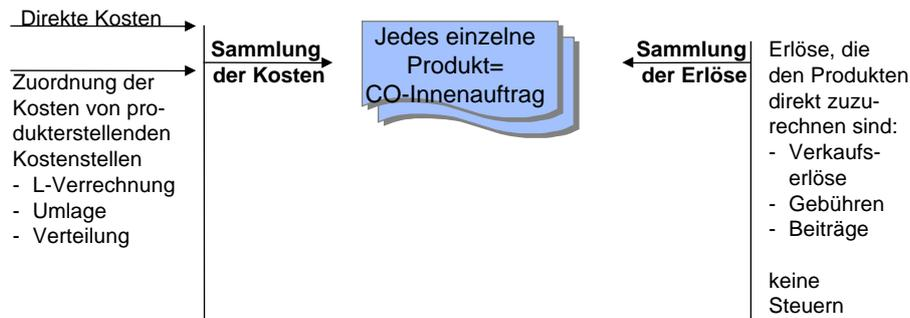 Direkte Kosten
Zuordnung der
Kosten von pro-
dukterstellenden
Kostenstellen
- L-Verrechnung
- Umlage
- Verteilung
Sammlung
der Kosten
Jedes einzelne
Produkt=
CO-Innenauftrag
Sammlung
der Erlöse
Erlöse, die
den Produkten
direkt zuzu-
rechnen sind:
- Verkaufs-
erlöse
- Gebühren
- Beiträge
keine
Steuern